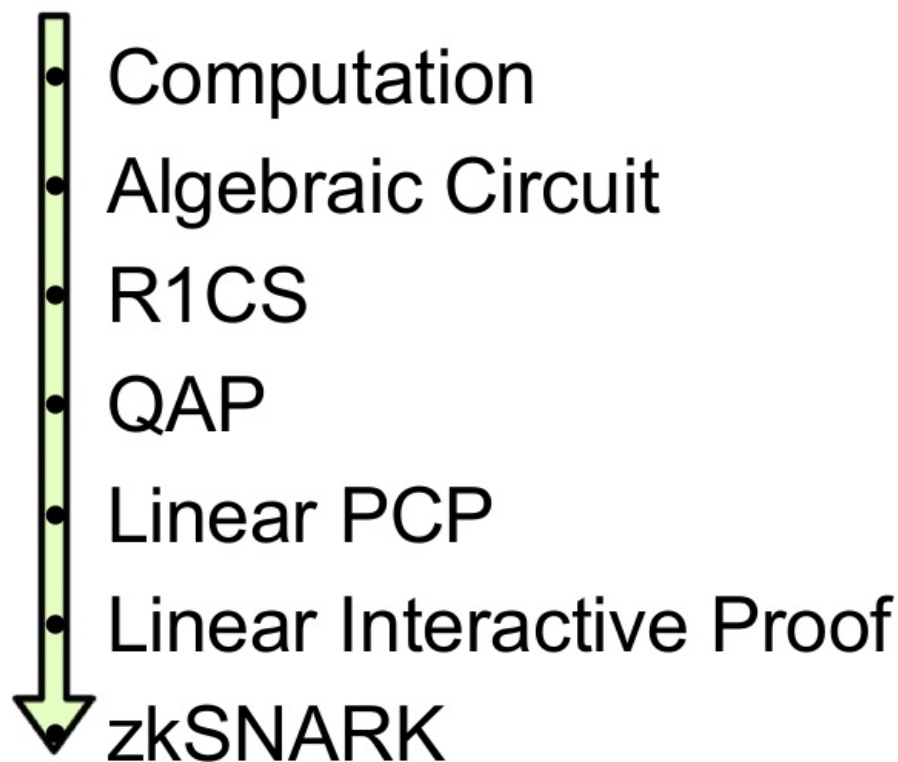 Computation
Algebraic Circuit
R1CS
QAP
Linear PCP
Linear Interactive Proof
zkSNARK